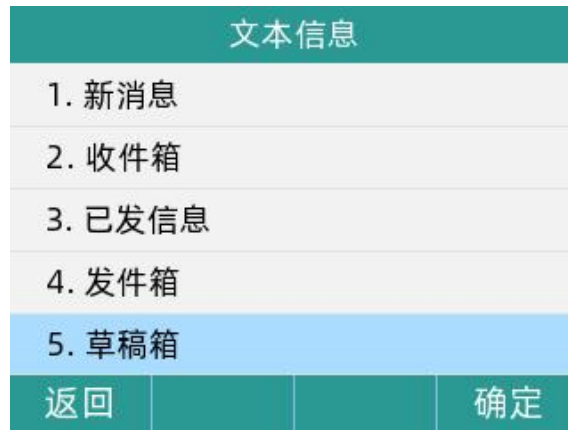 文本信息
1. 新消息
2. 收件箱
3. 已发信息
4. 发件箱
5. 草稿箱
返回 确定